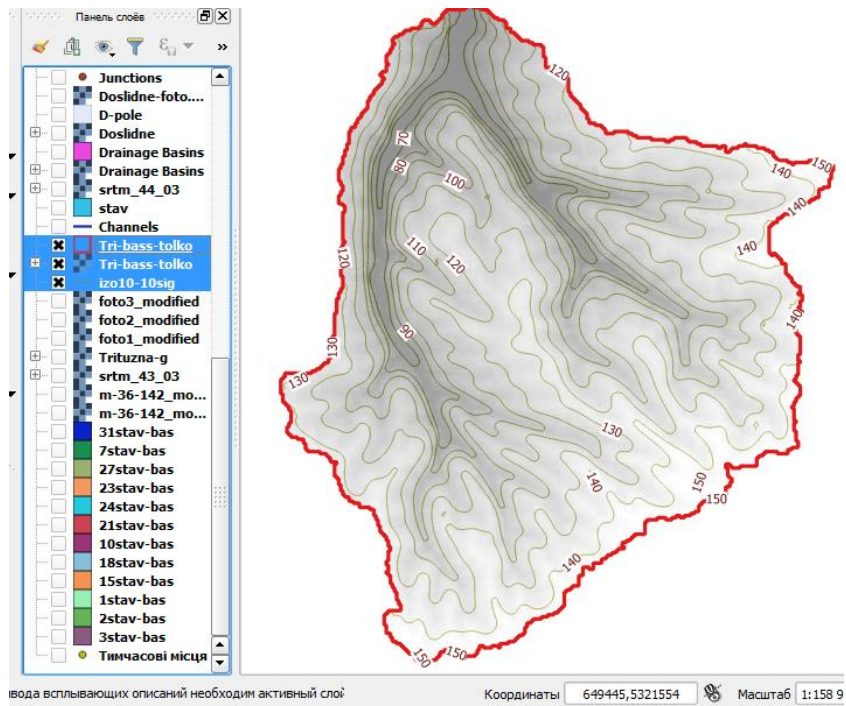 Панель слоёв
Junctions
Doslidne-foto....
D-pole
Doslidne
Drainage Basins
Drainage Basins
srtm_44_03
stav
Channels
Tri-bass-tolko
Tri-bass-tolko
izo10-10sig
foto3_modified
foto2_modified
foto1_modified
Trituzna-g
srtm_43_03
m-36-142_mo...
m-36-142_mo...
31stav-bas
7stav-bas
27stav-bas
23stav-bas
24stav-bas
21stav-bas
10stav-bas
18stav-bas
15stav-bas
1stav-bas
2stav-bas
3stav-bas
Тимчасові місця
120
150
140
140
70
80
100
140
110
120
120
90
140
130
130
130
140
150
150
140
150
150
вода всплывающих описаний необходим активный слой
Координаты 649445,5321554 Масштаб 1:158 9